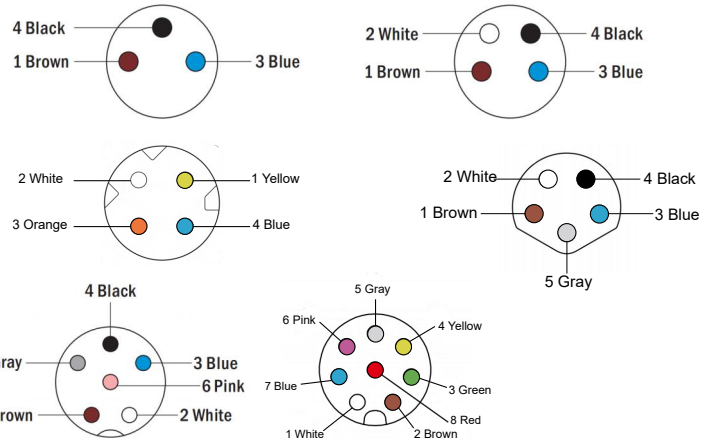 4 Black
1 Brown
3 Blue
2 White
4 Black
1 Brown
3 Blue
2 White
1 Yellow
3 Orange
4 Blue
2 White
4 Black
1 Brown
3 Blue
5 Gray
4 Black
ray
3 Blue
6 Pink
rown
2 White
5 Gray
6 Pink
4 Yellow
7 Blue
3 Green
8 Red
1 White
2 Brown